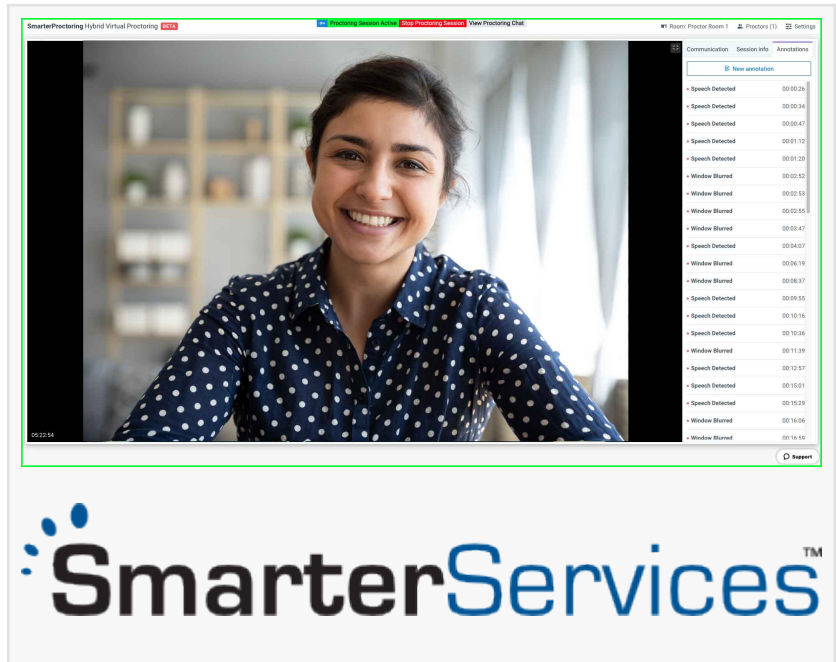 SmarterProctoring Hybrid Virtual Proctoring BETA
Proctoring Session Active Stop Proctoring Session View Proctoring Chat
Room: Proctor Room 1 Proctors (1) Settings
Communication Session info Annotations
New annotation
Speech Detected 00:00:26
Speech Detected 00:00:34
Speech Detected 00:00:47
Speech Detected 00:01:12
Speech Detected 00:01:20
Window Blurred 00:02:52
Window Blurred 00:02:53
Window Blurred 00:02:55
Window Blurred 00:03:47
Speech Detected 00:04:07
Window Blurred 00:06:19
Window Blurred 00:08:37
Speech Detected 00:09:55
Speech Detected 00:10:16
Speech Detected 00:10:36
Window Blurred 00:11:39
Speech Detected 00:12:57
Speech Detected 00:15:01
Speech Detected 00:15:29
Window Blurred 00:16:06
Window Blurred 00:16:59
05:22:54
Support
SmarterServices™